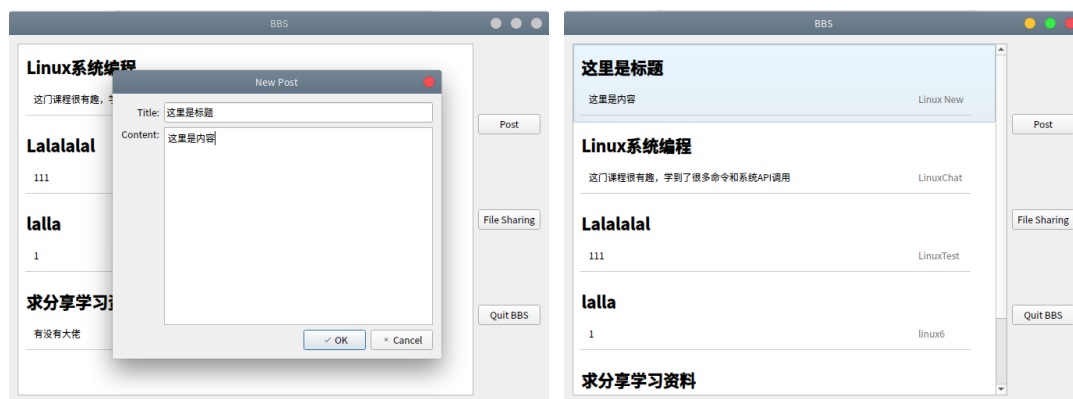 BBS
Linux系统编程
这门课程很有趣，学
Lalalalal
111
lalla
1
求分享学习资
有没有大佬
New Post
Title: 这里是标题
Content: 这里是内容
OK
Cancel
Post
File Sharing
Quit BBS
BBS
这里是标题
这里是内容 Linux New
Linux系统编程
这门课程很有趣，学到了很多命令和系统API调用 LinuxChat
Lalalalal
111 LinuxTest
lalla
1 linux6
求分享学习资料
Post
File Sharing
Quit BBS